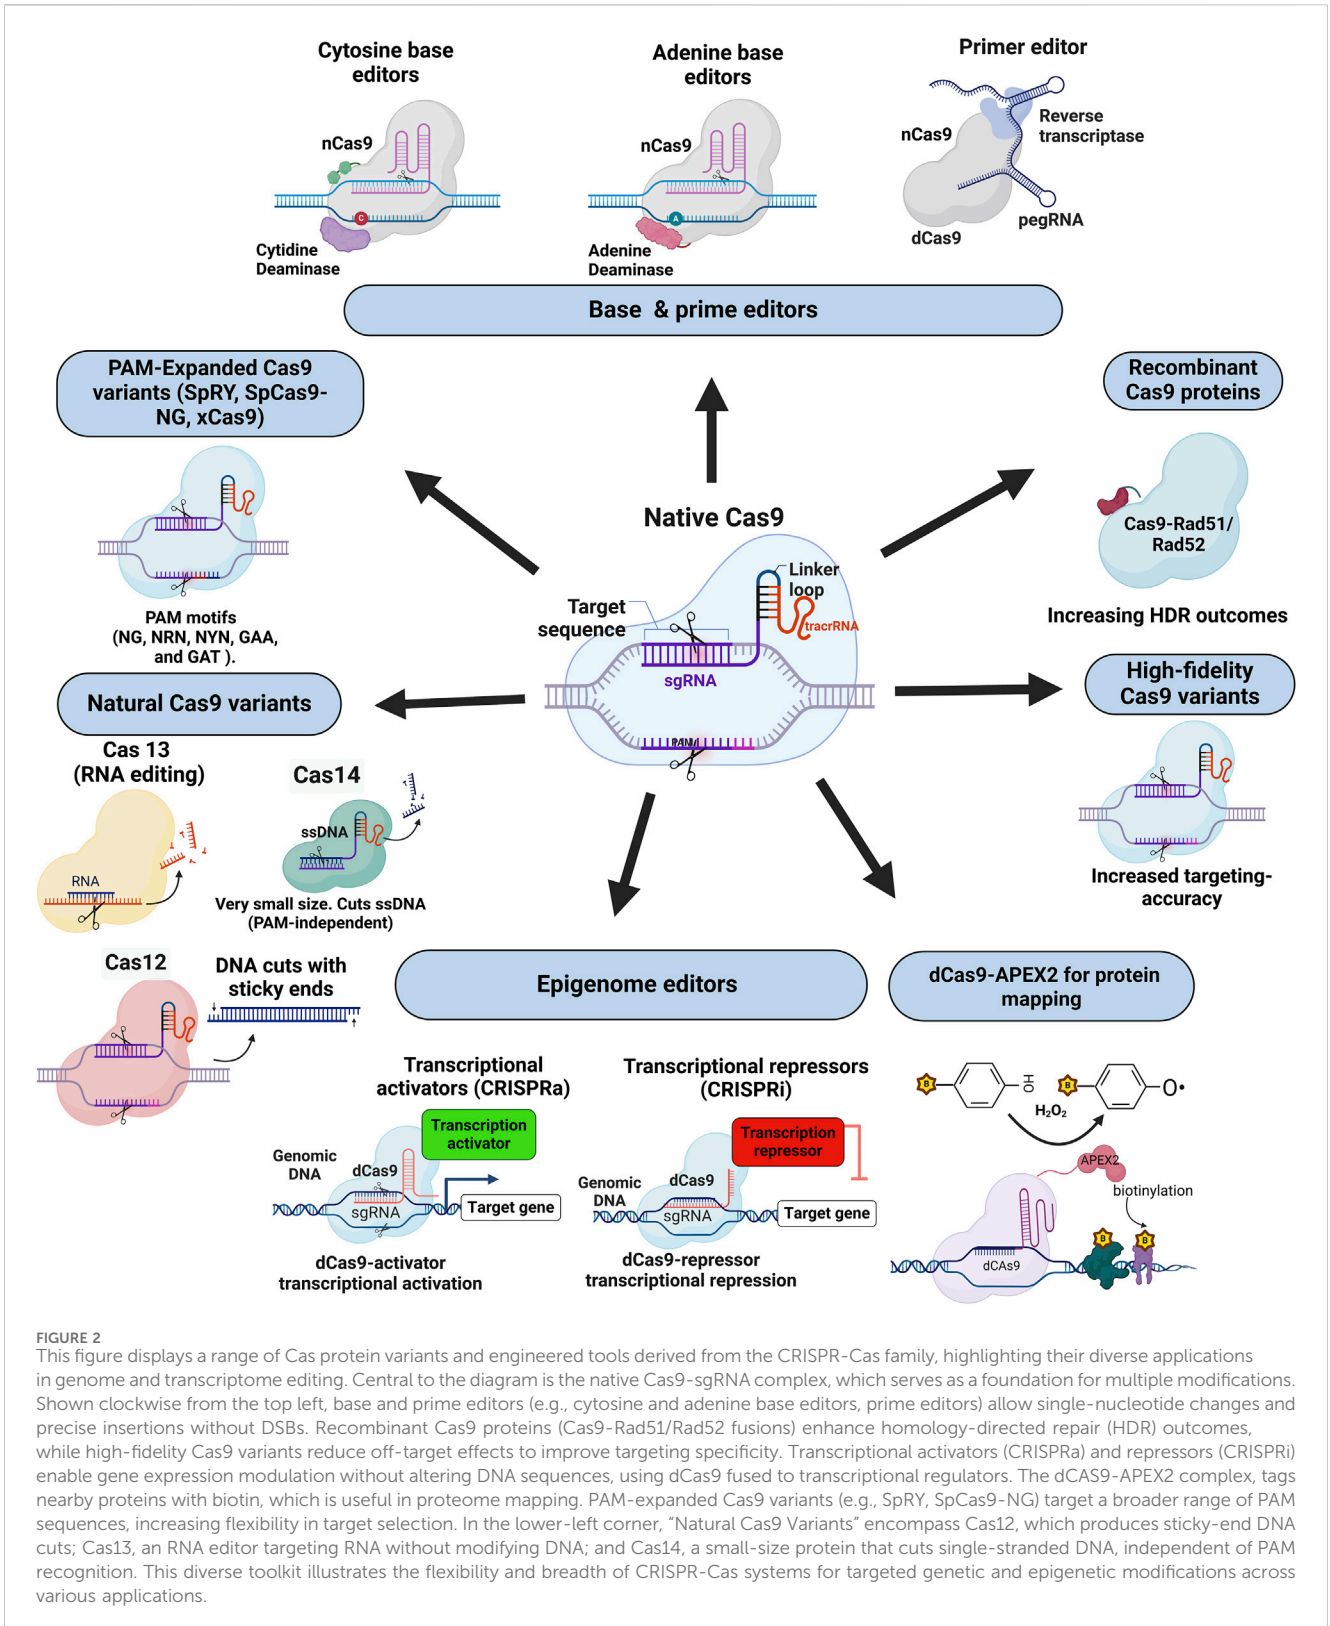 Cytosine base
editors
nCas9
C
Cytidine
Deaminase
Adenine base
editors
nCas9
A
Adenine
Deaminase
Primer editor
nCas9
Reverse
transcriptase
pegRNA
dCas9
Base & prime editors
PAM-Expanded Cas9
variants (SpRY, SpCas9-
NG, xCas9)
PAM motifs
(NG, NRN, NYN, GAA,
and GAT ).
Recombinant
Cas9 proteins
Cas9-Rad51/
Rad52
Increasing HDR outcomes
Native Cas9
Linker
loop
Target
sequence
tracrRNA
sgRNA
PAM
Natural Cas9 variants
Cas 13
(RNA editing)
RNA
Cas14
ssDNA
Very small size. Cuts ssDNA
(PAM-independent)
Cas12
DNA cuts with
sticky ends
High-fidelity
Cas9 variants
Increased targeting-
accuracy
Epigenome editors
Transcriptional
activators (CRISPRa)
Transcription
activator
Genomic
DNA
dCas9
sgRNA
Target gene
dCas9-activator
transcriptional activation
Transcriptional repressors
(CRISPRi)
Transcription
repressor
Genomic
DNA
dCas9
sgRNA
Target gene
dCas9-repressor
transcriptional repression
dCas9-APEX2 for protein
mapping
B
HO
B
O•
H₂O₂
APEX2
biotinylation
B
B
dCAs9
FIGURE 2
This figure displays a range of Cas protein variants and engineered tools derived from the CRISPR-Cas family, highlighting their diverse applications
in genome and transcriptome editing. Central to the diagram is the native Cas9-sgRNA complex, which serves as a foundation for multiple modifications.
Shown clockwise from the top left, base and prime editors (e.g., cytosine and adenine base editors, prime editors) allow single-nucleotide changes and
precise insertions without DSBs. Recombinant Cas9 proteins (Cas9-Rad51/Rad52 fusions) enhance homology-directed repair (HDR) outcomes,
while high-fidelity Cas9 variants reduce off-target effects to improve targeting specificity. Transcriptional activators (CRISPRa) and repressors (CRISPRi)
enable gene expression modulation without altering DNA sequences, using dCas9 fused to transcriptional regulators. The dCAS9-APEX2 complex, tags
nearby proteins with biotin, which is useful in proteome mapping. PAM-expanded Cas9 variants (e.g., SpRY, SpCas9-NG) target a broader range of PAM
sequences, increasing flexibility in target selection. In the lower-left corner, "Natural Cas9 Variants" encompass Cas12, which produces sticky-end DNA
cuts; Cas13, an RNA editor targeting RNA without modifying DNA; and Cas14, a small-size protein that cuts single-stranded DNA, independent of PAM
recognition. This diverse toolkit illustrates the flexibility and breadth of CRISPR-Cas systems for targeted genetic and epigenetic modifications across
various applications.